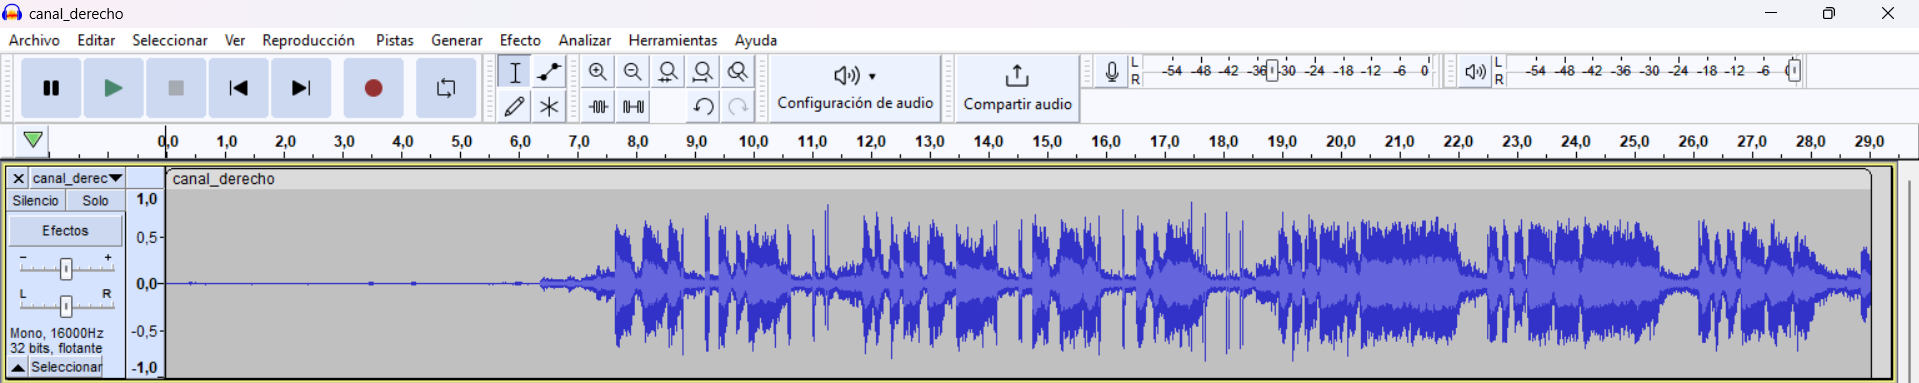 canal_derecho
Archivo Editar Seleccionar Ver Reproducción Pistas Generar Efecto Analizar Herramientas Ayuda
Configuración de audio
Compartir audio
L
R
-54 -48 -42 -36 -30 -24 -18 -12 -6 0
L
R
-54 -48 -42 -36 -30 -24 -18 -12 -6
0,0 1,0 2,0 3,0 4,0 5,0 6,0 7,0 8,0 9,0 10,0 11,0 12,0 13,0 14,0 15,0 16,0 17,0 18,0 19,0 20,0 21,0 22,0 23,0 24,0 25,0 26,0 27,0 28,0 29,0
canal_derec
canal_derecho
Silencio Solo
Efectos
- +
L R
Mono, 16000Hz
32 bits, flotante
Seleccionar
1,0
0,5-
0,0-
-0,5-
-1,0